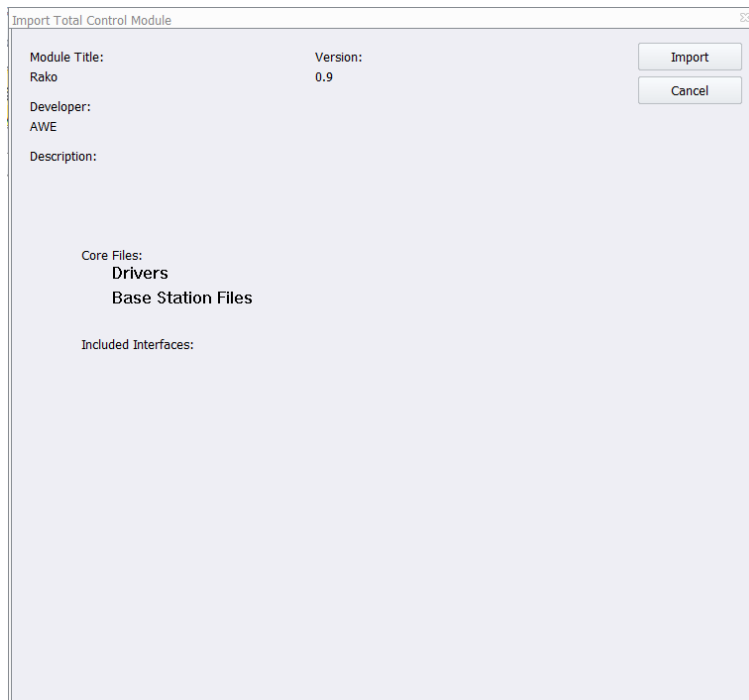 Import Total Control Module
Module Title:
Version:
Import
Rako
0.9
Cancel
Developer:
AWE
Description:
Core Files:
Drivers
Base Station Files
Included Interfaces: